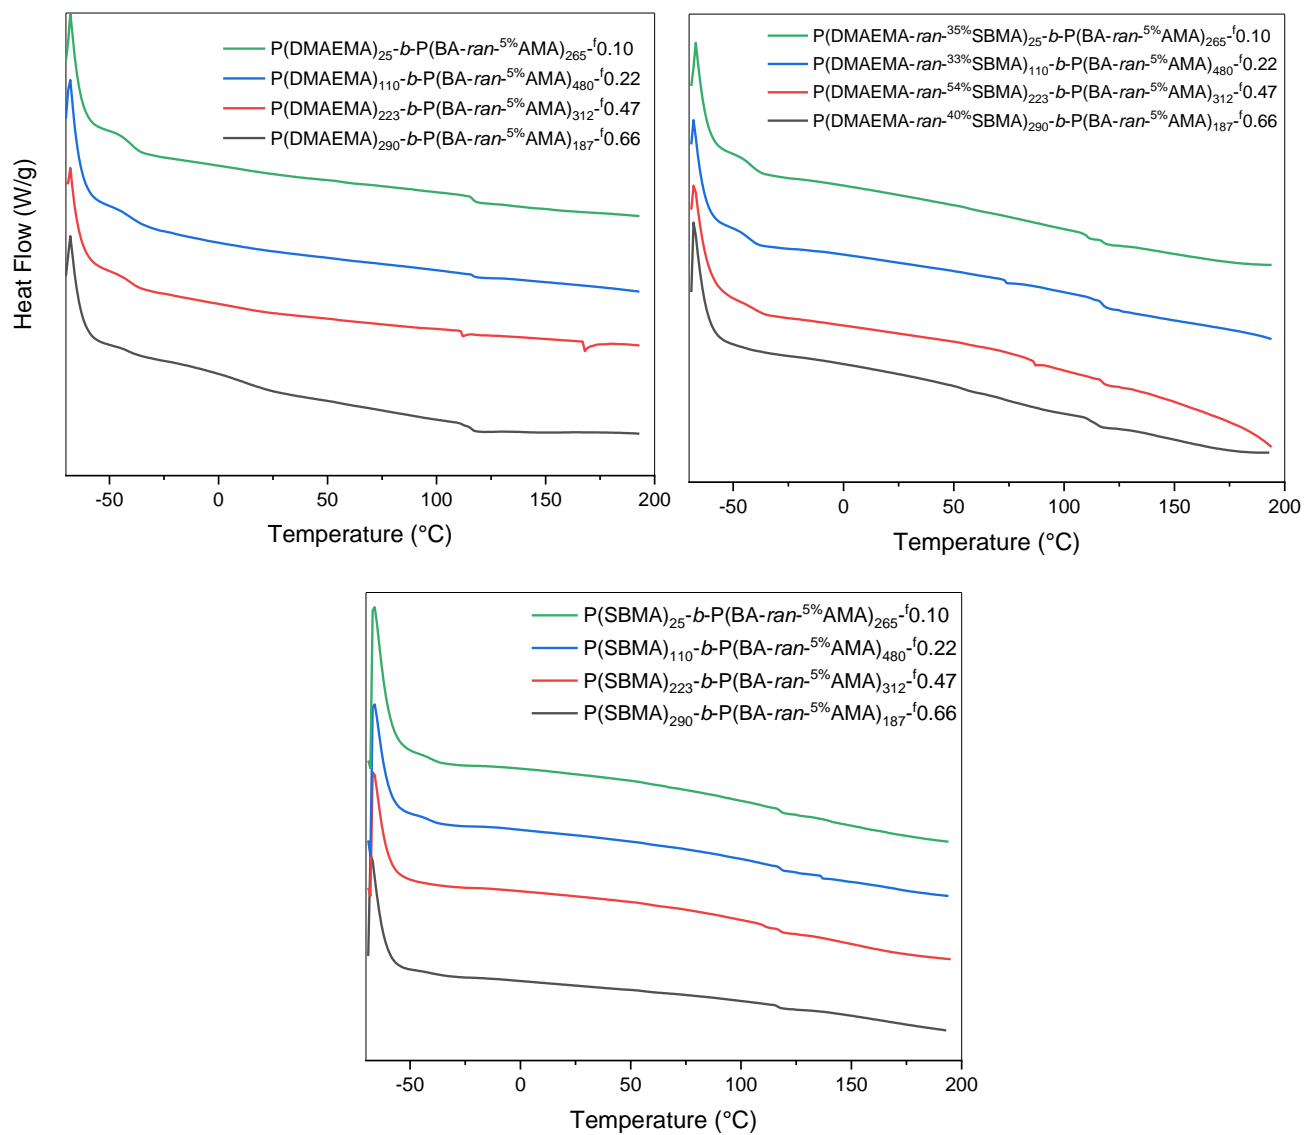 Heat Flow (W/g)
P(DMAEMA)₂₅-b-P(BA-ran-⁵%AMA)₂₆₅-ᶠ0.10
P(DMAEMA)₁₁₀-b-P(BA-ran-⁵%AMA)₄₈₀-ᶠ0.22
P(DMAEMA)₂₂₃-b-P(BA-ran-⁵%AMA)₃₁₂-ᶠ0.47
P(DMAEMA)₂₉₀-b-P(BA-ran-⁵%AMA)₁₈₇-ᶠ0.66
-50 0 50 100 150 200
Temperature (°C)
P(DMAEMA-ran-³⁵%SBMA)₂₅-b-P(BA-ran-⁵%AMA)₂₆₅-ᶠ0.10
P(DMAEMA-ran-³³%SBMA)₁₁₀-b-P(BA-ran-⁵%AMA)₄₈₀-ᶠ0.22
P(DMAEMA-ran-⁵⁴%SBMA)₂₂₃-b-P(BA-ran-⁵%AMA)₃₁₂-ᶠ0.47
P(DMAEMA-ran-⁴⁰%SBMA)₂₉₀-b-P(BA-ran-⁵%AMA)₁₈₇-ᶠ0.66
-50 0 50 100 150 200
Temperature (°C)
P(SBMA)₂₅-b-P(BA-ran-⁵%AMA)₂₆₅-ᶠ0.10
P(SBMA)₁₁₀-b-P(BA-ran-⁵%AMA)₄₈₀-ᶠ0.22
P(SBMA)₂₂₃-b-P(BA-ran-⁵%AMA)₃₁₂-ᶠ0.47
P(SBMA)₂₉₀-b-P(BA-ran-⁵%AMA)₁₈₇-ᶠ0.66
-50 0 50 100 150 200
Temperature (°C)